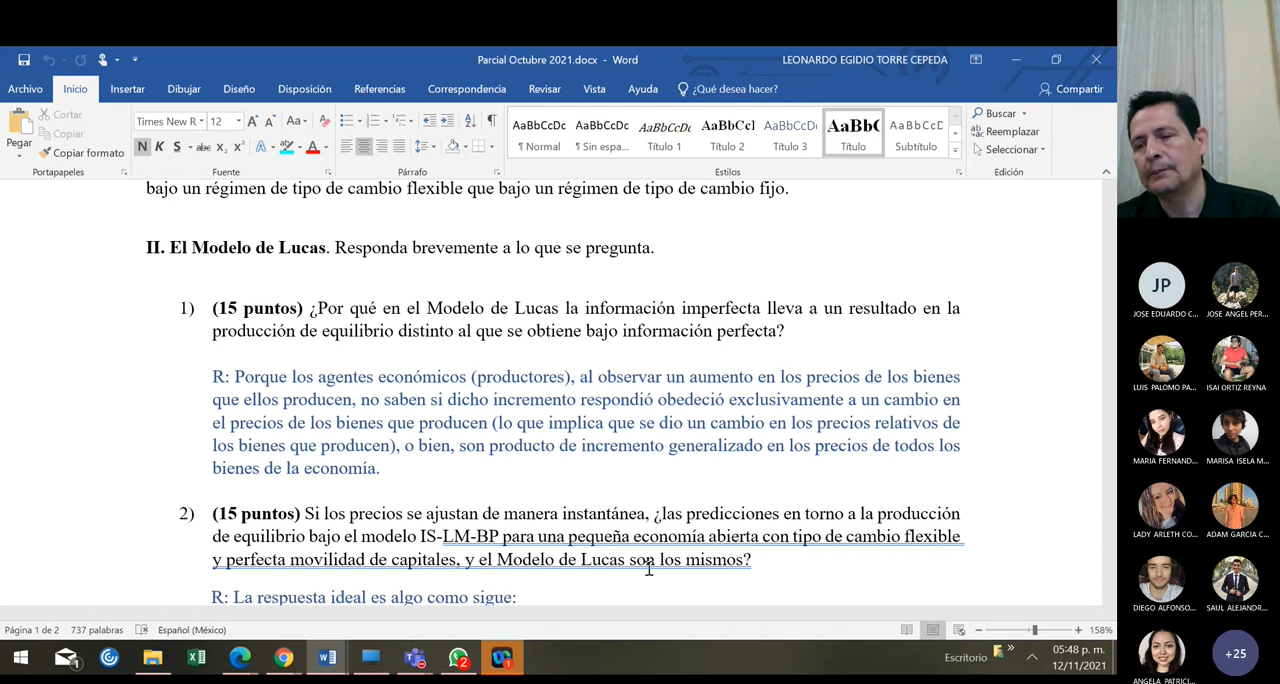 Parcial Octubre 2021.docx - Word
LEONARDO EGIDIO TORRE CEPEDA
Archivo Inicio Insertar Dibujar Diseño Disposición Referencias Correspondencia Revisar Vista Ayuda ¿Qué desea hacer? Compartir
Pegar
Cortar
Copiar
Copiar formato
Portapapeles
Times New R 12
N K S abc x₂ x²
Fuente
Párrafo
AaBbCcDc AaBbCcDc AaBbCcDc AaBbCcl AaBbCcDc AaBbC AaBbCcD
¶ Normal ¶ Sin espa... Título 1 Título 2 Título 3 Título Subtítulo
Estilos
Buscar
Reemplazar
Seleccionar
Edición
bajo un régimen de tipo de cambio flexible que bajo un régimen de tipo de cambio fijo.
II. El Modelo de Lucas. Responda brevemente a lo que se pregunta.
1) (15 puntos) ¿Por qué en el Modelo de Lucas la información imperfecta lleva a un resultado en la
producción de equilibrio distinto al que se obtiene bajo información perfecta?
R: Porque los agentes económicos (productores), al observar un aumento en los precios de los bienes
que ellos producen, no saben si dicho incremento respondió obedeció exclusivamente a un cambio en
el precios de los bienes que producen (lo que implica que se dio un cambio en los precios relativos de
los bienes que producen), o bien, son producto de incremento generalizado en los precios de todos los
bienes de la economía.
2) (15 puntos) Si los precios se ajustan de manera instantánea, ¿las predicciones en torno a la producción
de equilibrio bajo el modelo IS-LM-BP para una pequeña economía abierta con tipo de cambio flexible
y perfecta movilidad de capitales, y el Modelo de Lucas son los mismos?
R: La respuesta ideal es algo como sigue:
Página 1 de 2 737 palabras Español (México) 158%
Escritorio
05:48 p. m.
12/11/2021
JP
JOSE EDUARDO C... JOSE ANGEL PER...
LUIS PALOMO PA... ISAI ORTIZ REYNA
MARIA FERNAND... MARISA ISELA M...
LADY ARLETH CO... ADAM GARCIA C...
DIEGO ALFONSO... SAUL ALEJANDR...
ANGELA PATRICI...
+25